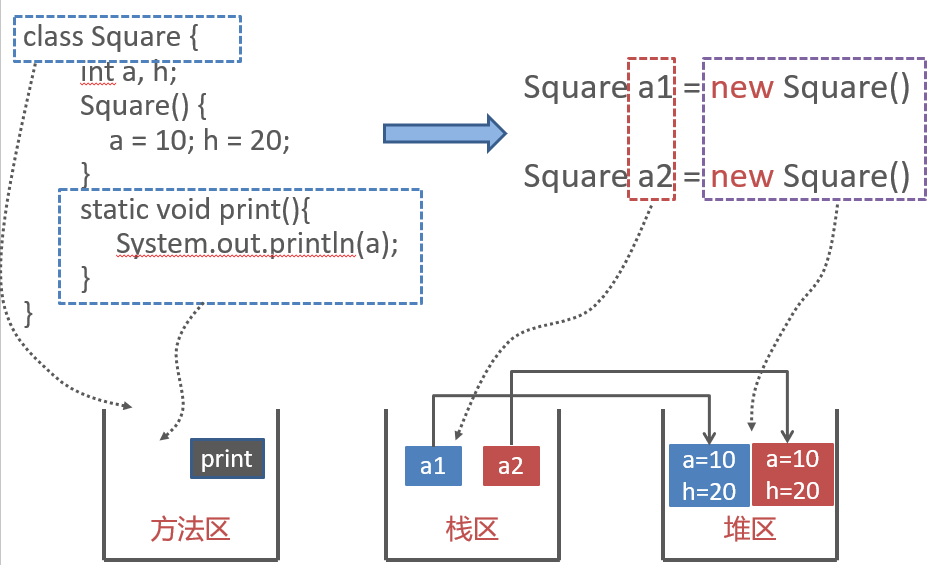 class Square {
int a, h;
Square() {
a = 10; h = 20;
}
static void print(){
System.out.println(a);
}
}
Square a1 = new Square()
Square a2 = new Square()
print
方法区
a1
a2
栈区
a=10
h=20
a=10
h=20
堆区